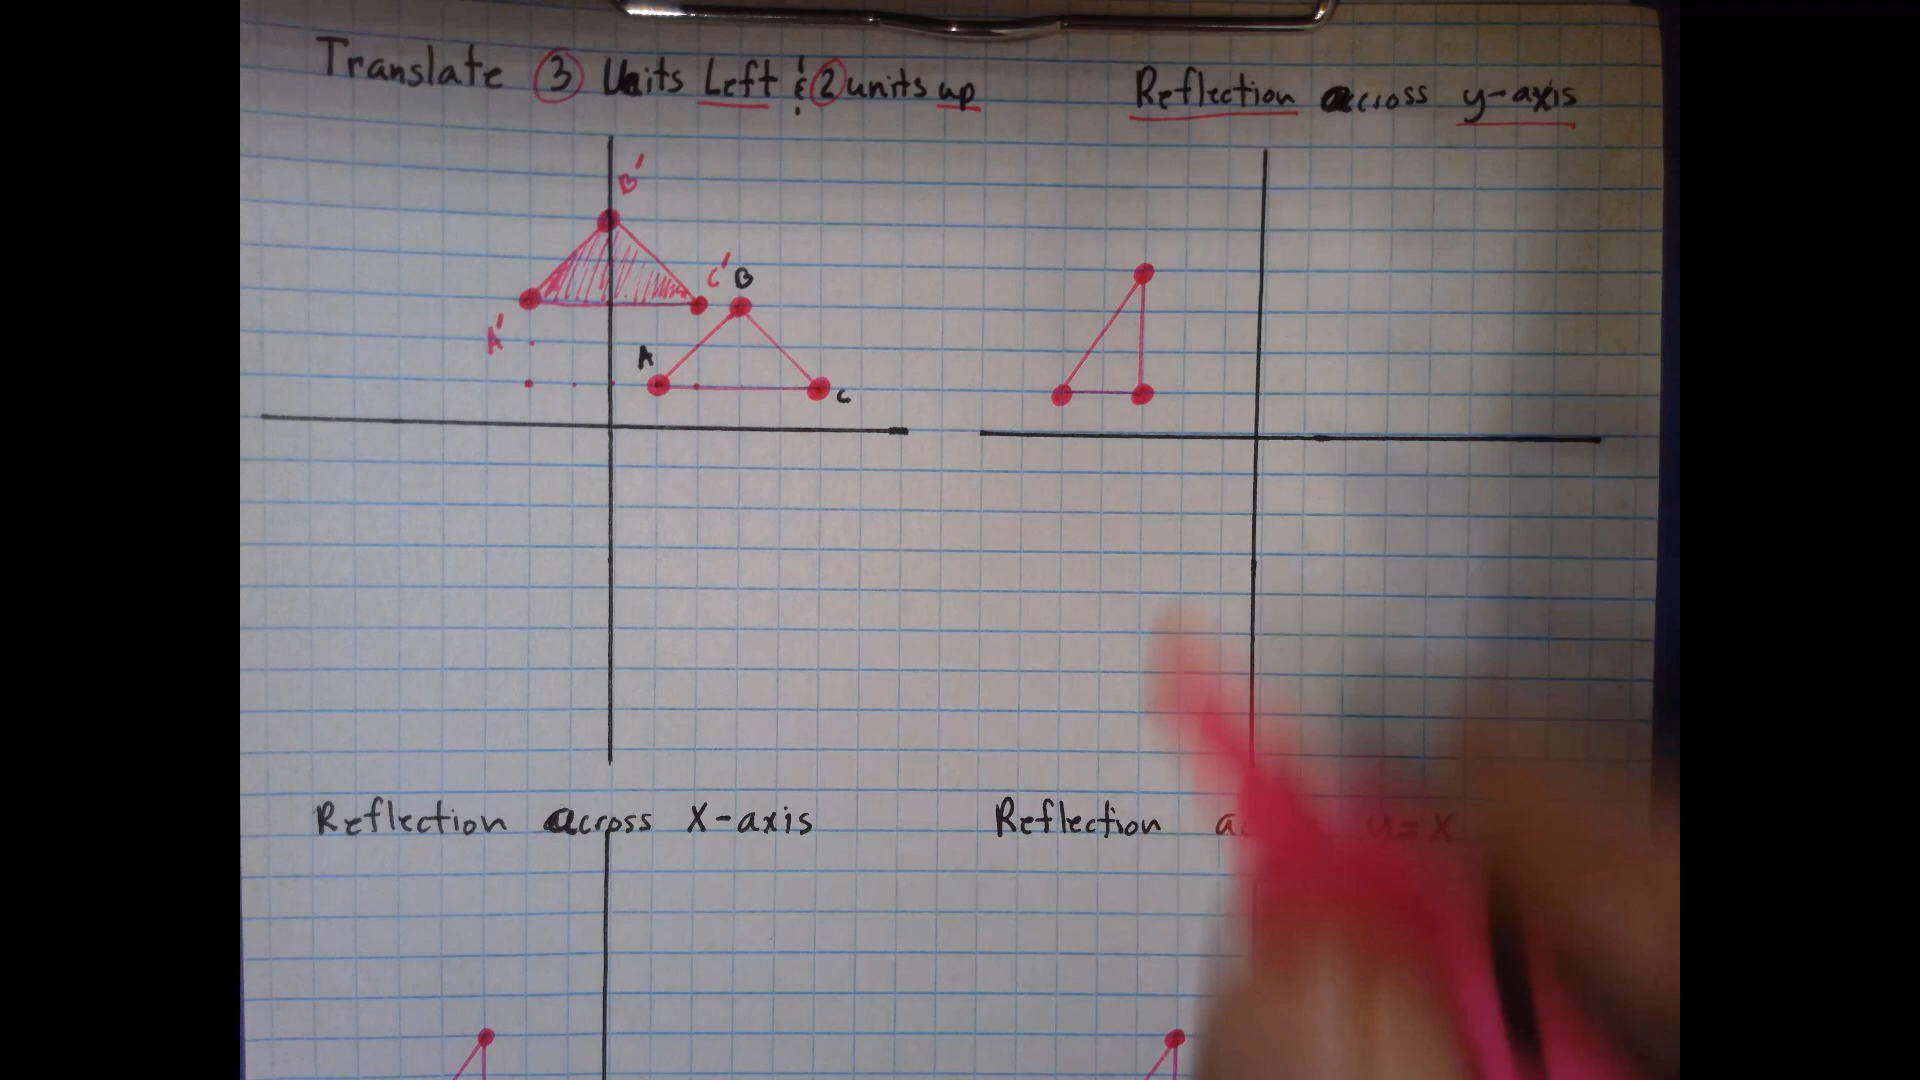 Translate 3 Units Left & 2 units up
Reflection across y-axis
B'
C' B
A'
A
C
Reflection across X-axis
Reflection